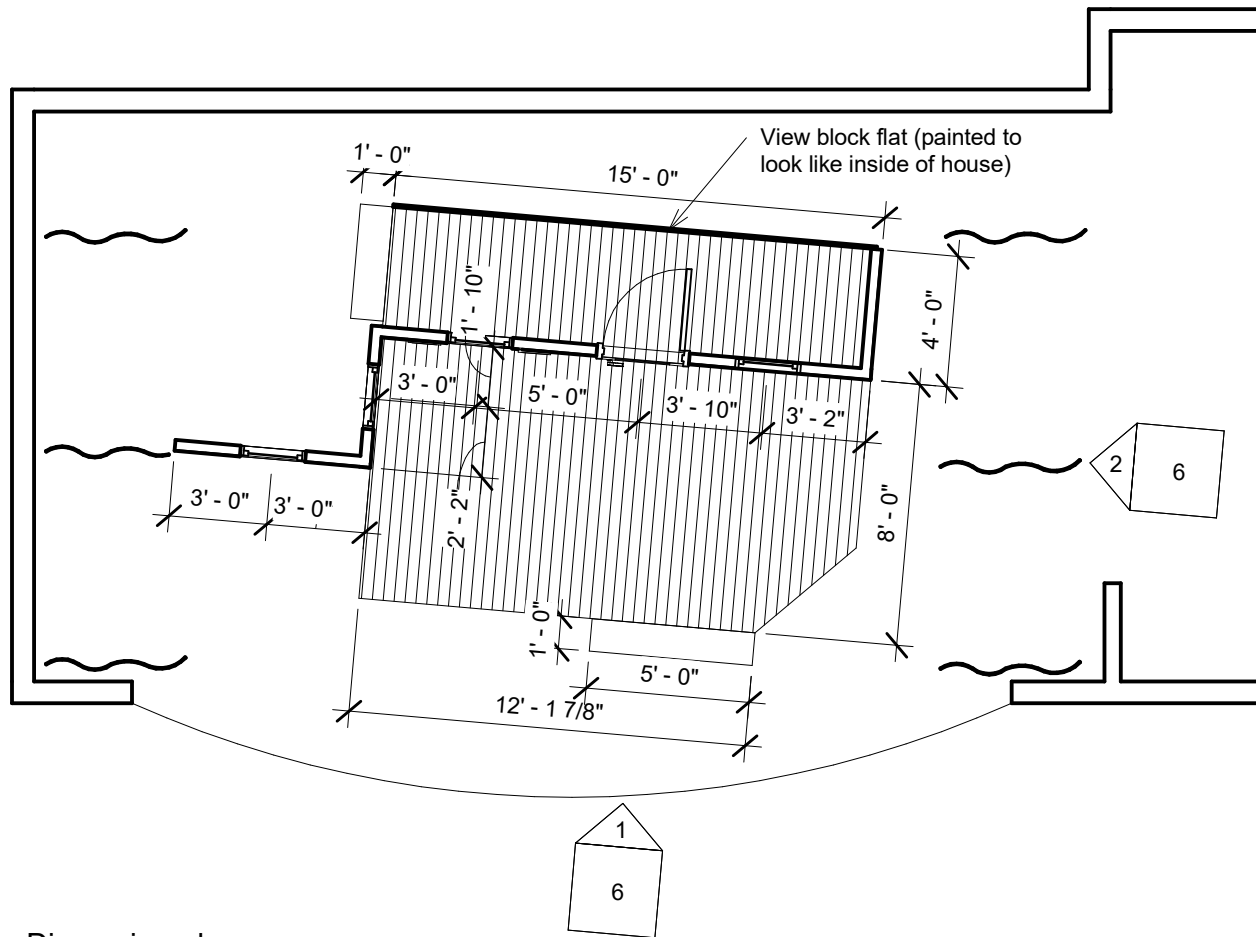 View block flat (painted to
look like inside of house)
1' - 0"
15' - 0"
1' - 10"
4' - 0"
3' - 0"
5' - 0"
3' - 10"
3' - 2"
2
6
3' - 0"
3' - 0"
2' - 2"
8' - 0"
1' - 0"
5' - 0"
12' - 1 7/8"
1
6